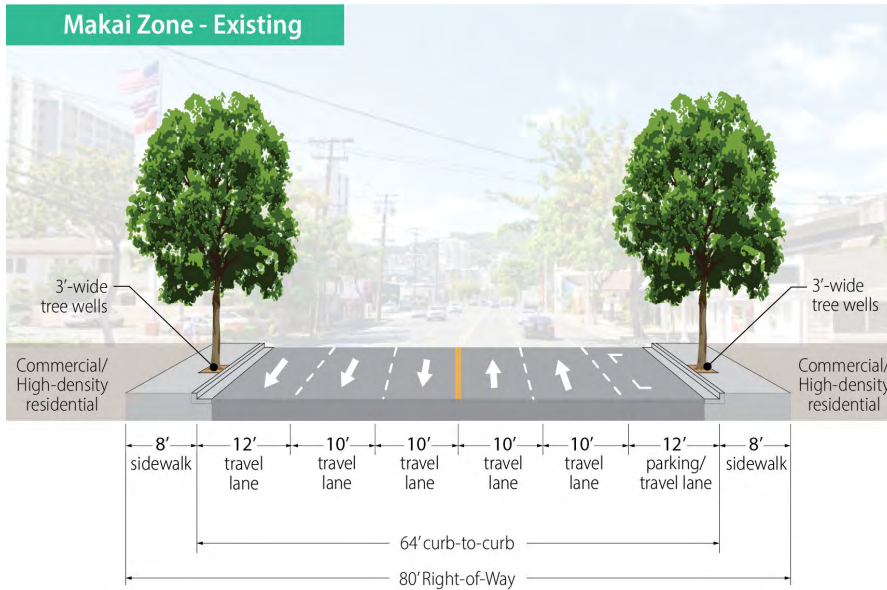 Makai Zone - Existing
3'-wide
tree wells
3'-wide
tree wells
Commercial/
High-density
residential
Commercial/
High-density
residential
8'
sidewalk
12'
travel
lane
10'
travel
lane
10'
travel
lane
10'
travel
lane
10'
travel
lane
12'
parking/
travel lane
8'
sidewalk
64' curb-to-curb
80' Right-of-Way